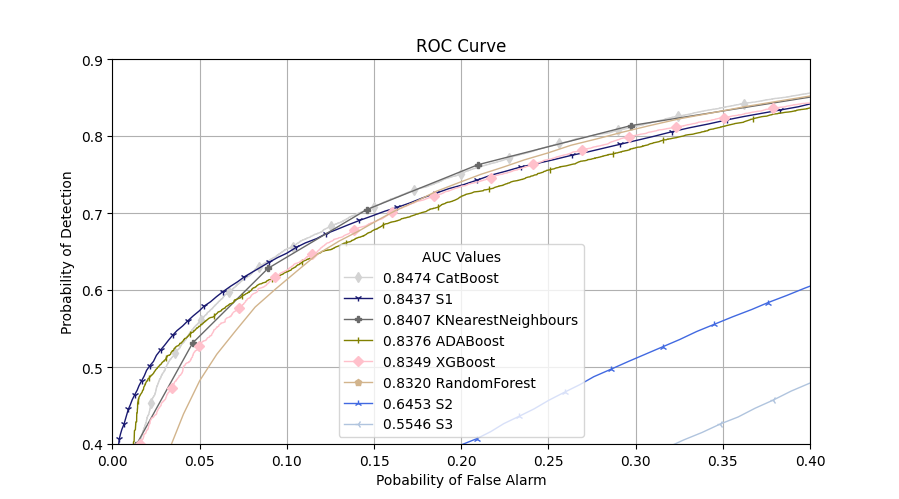 ROC Curve
0.9
0.8
0.7
0.6
0.5
0.4
Probability of Detection
AUC Values
0.8474 CatBoost
0.8437 S1
0.8407 KNearestNeighbours
0.8376 ADABoost
0.8349 XGBoost
0.8320 RandomForest
0.6453 S2
0.5546 S3
0.00 0.05 0.10 0.15 0.20 0.25 0.30 0.35 0.40
Pobability of False Alarm